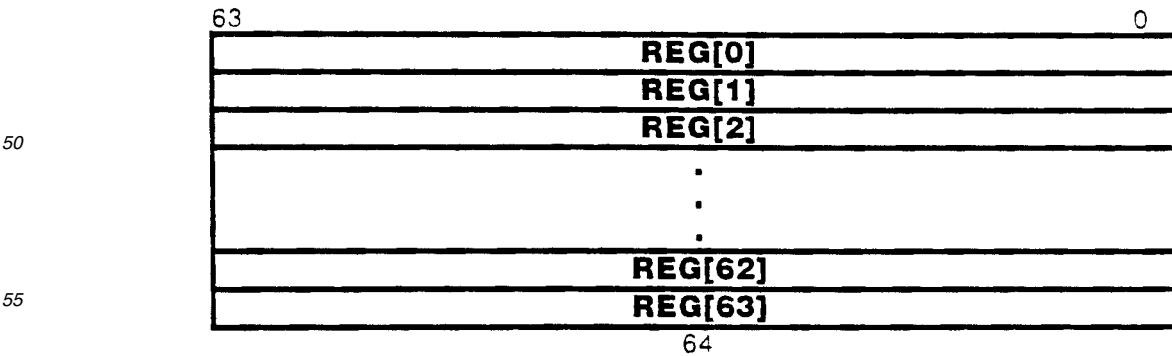 63 0
REG[0]
REG[1]
REG[2]
50
.
.
.
REG[62]
REG[63]
55
64